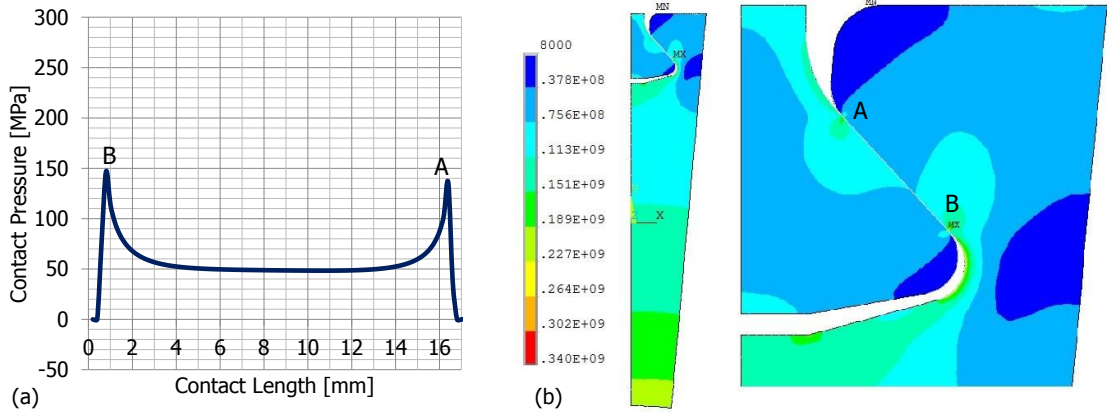 300
250
200
150
100
50
0
-50
0 2 4 6 8 10 12 14 16
Contact Pressure [MPa]
Contact Length [mm]
B
A
(a)
8000
.378E+08
.756E+08
.113E+09
.151E+09
.189E+09
.227E+09
.264E+09
.302E+09
.340E+09
MN
MX
X
MN
A
B
MX
(b)